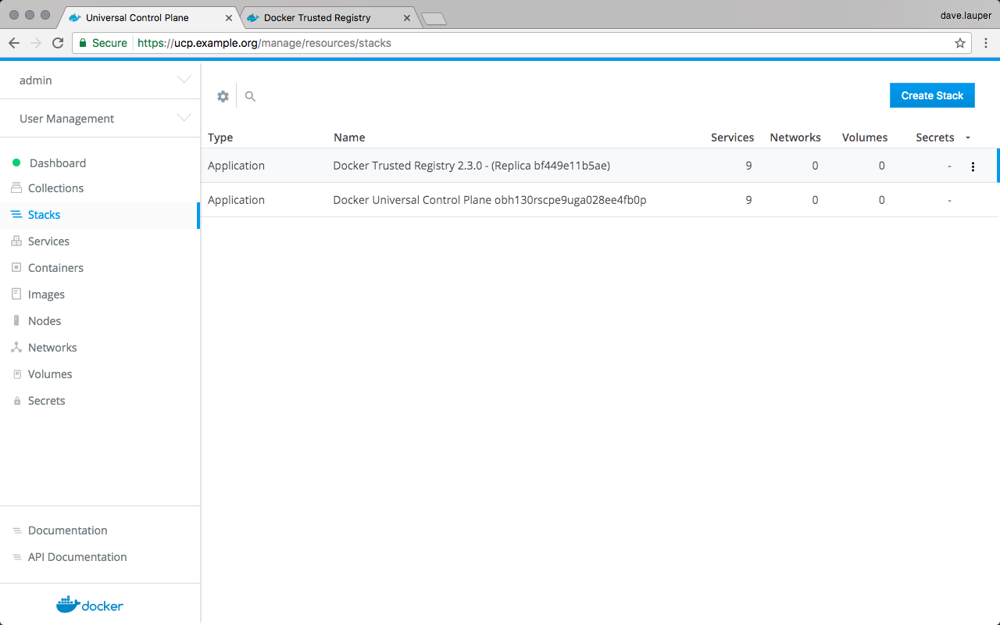 Universal Control Plane
Docker Trusted Registry
dave.lauper
Secure https://ucp.example.org/manage/resources/stacks
admin
User Management
Dashboard
Collections
Stacks
Services
Containers
Images
Nodes
Networks
Volumes
Secrets
Documentation
API Documentation
docker
Create Stack
Type Name Services Networks Volumes Secrets
Application Docker Trusted Registry 2.3.0 - (Replica bf449e11b5ae) 9 0 0 -
Application Docker Universal Control Plane obh130rscpe9uga028ee4fb0p 9 0 0 -